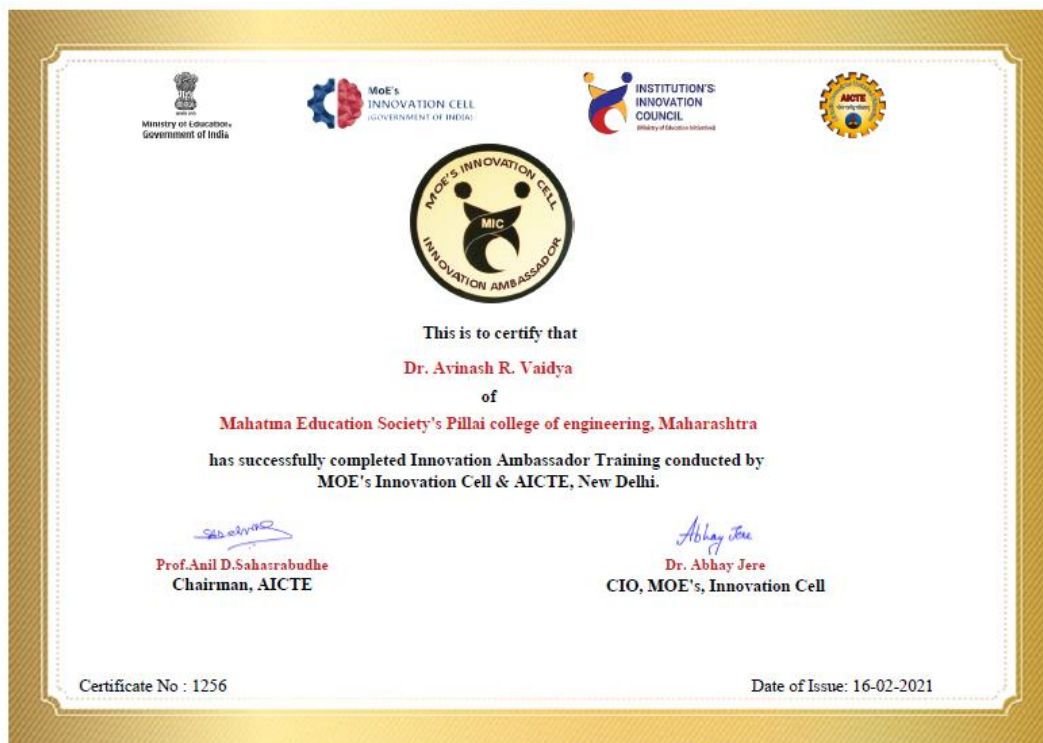 Ministry of Education,
Government of India
MoE's
INNOVATION CELL
(GOVERNMENT OF INDIA)
INSTITUTION'S
INNOVATION
COUNCIL
(Ministry of Education Initiative)
AICTE
MOE'S INNOVATION CELL
MIC
INNOVATION AMBASSADOR
This is to certify that
Dr. Avinash R. Vaidya
of
Mahatma Education Society's Pillai college of engineering, Maharashtra
has successfully completed Innovation Ambassador Training conducted by
MOE's Innovation Cell & AICTE, New Delhi.
Abhay Jere
Prof.Anil D.Sahasrabudhe
Chairman, AICTE
Dr. Abhay Jere
CIO, MOE's, Innovation Cell
Certificate No : 1256
Date of Issue: 16-02-2021